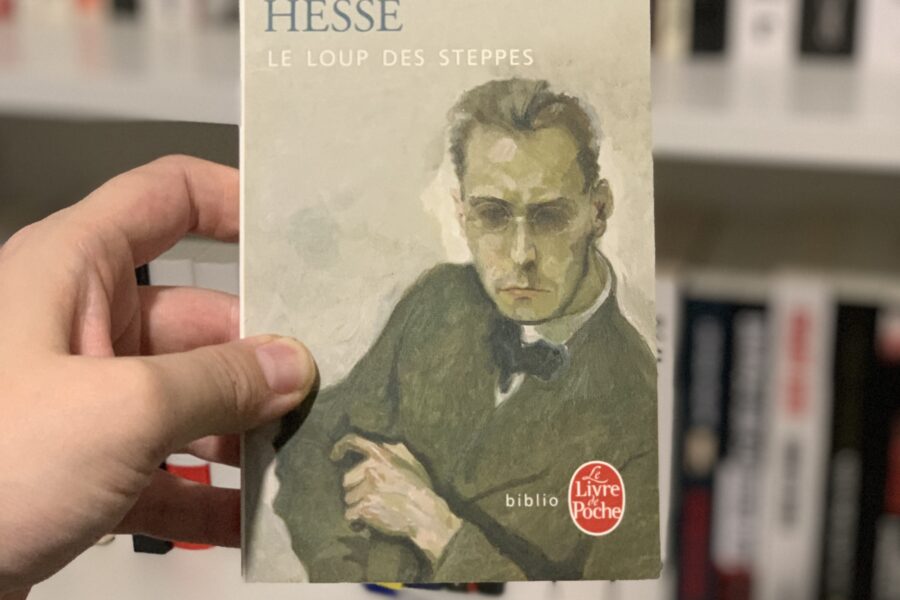 HESSE
LE LOUP DES STEPPES
biblio
Le
Livre
de
Poche